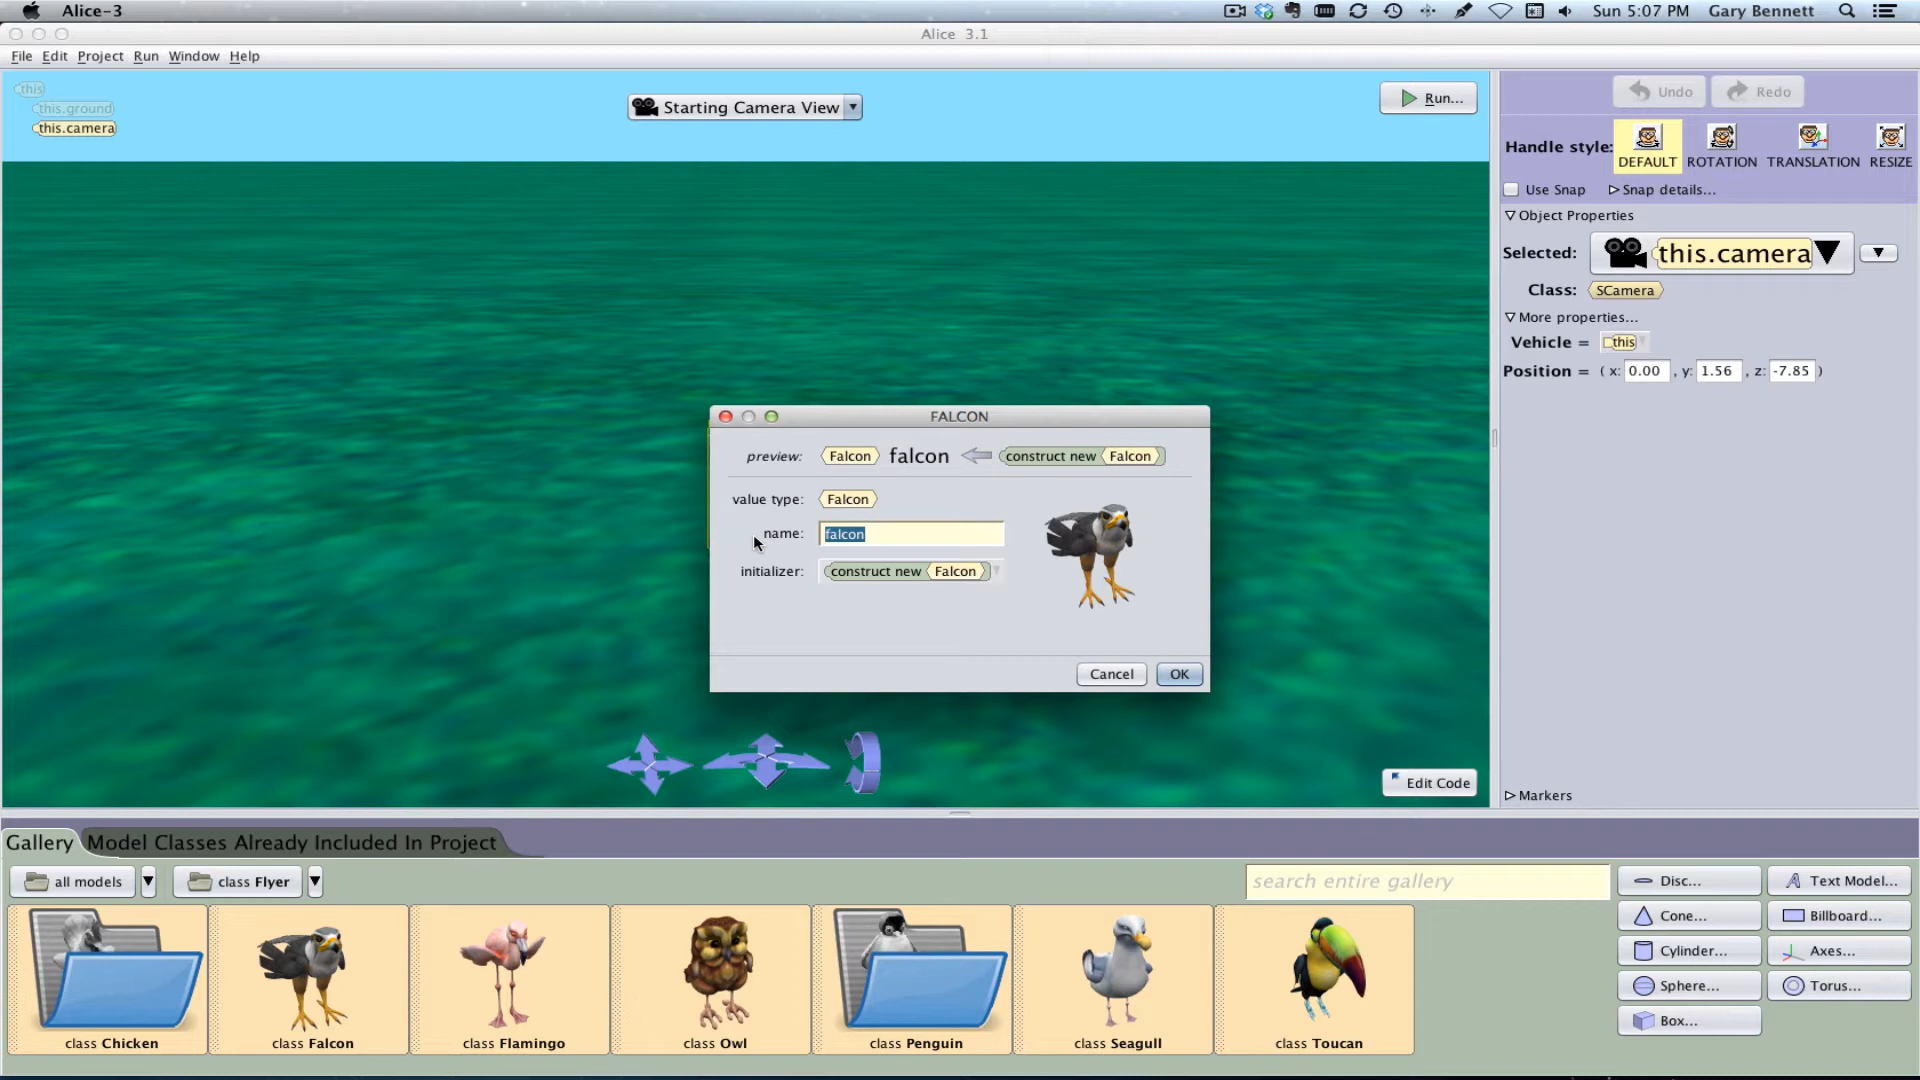 Alice-3
Sun 5:07 PM Gary Bennett
Alice 3.1
File Edit Project Run Window Help
this
this.ground
this.camera
Starting Camera View
Run...
Undo Redo
Handle style:
DEFAULT ROTATION TRANSLATION RESIZE
Use Snap Snap details...
Object Properties
Selected: this.camera
Class: SCamera
More properties...
Vehicle = this
Position = ( x: 0.00 , y: 1.56 , z: -7.85 )
FALCON
preview: Falcon falcon construct new Falcon
value type: Falcon
name: falcon
initializer: construct new Falcon
Cancel OK
Edit Code
Markers
Gallery Model Classes Already Included In Project
all models class Flyer search entire gallery
class Chicken class Falcon class Flamingo class Owl class Penguin class Seagull class Toucan
Disc... Text Model...
Cone... Billboard...
Cylinder... Axes...
Sphere... Torus...
Box...